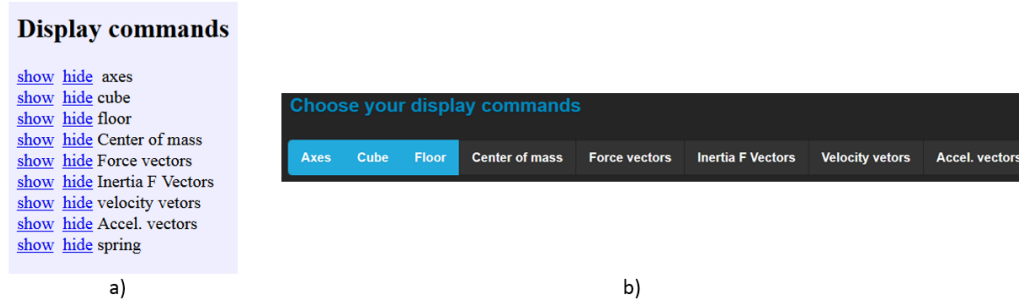 Display commands
show hide axes
show hide cube
show hide floor
show hide Center of mass
show hide Force vectors
show hide Inertia F Vectors
show hide velocity vetors
show hide Accel. vectors
show hide spring
a)
Choose your display commands
Axes Cube Floor Center of mass Force vectors Inertia F Vectors Velocity vetors Accel. vectors
b)